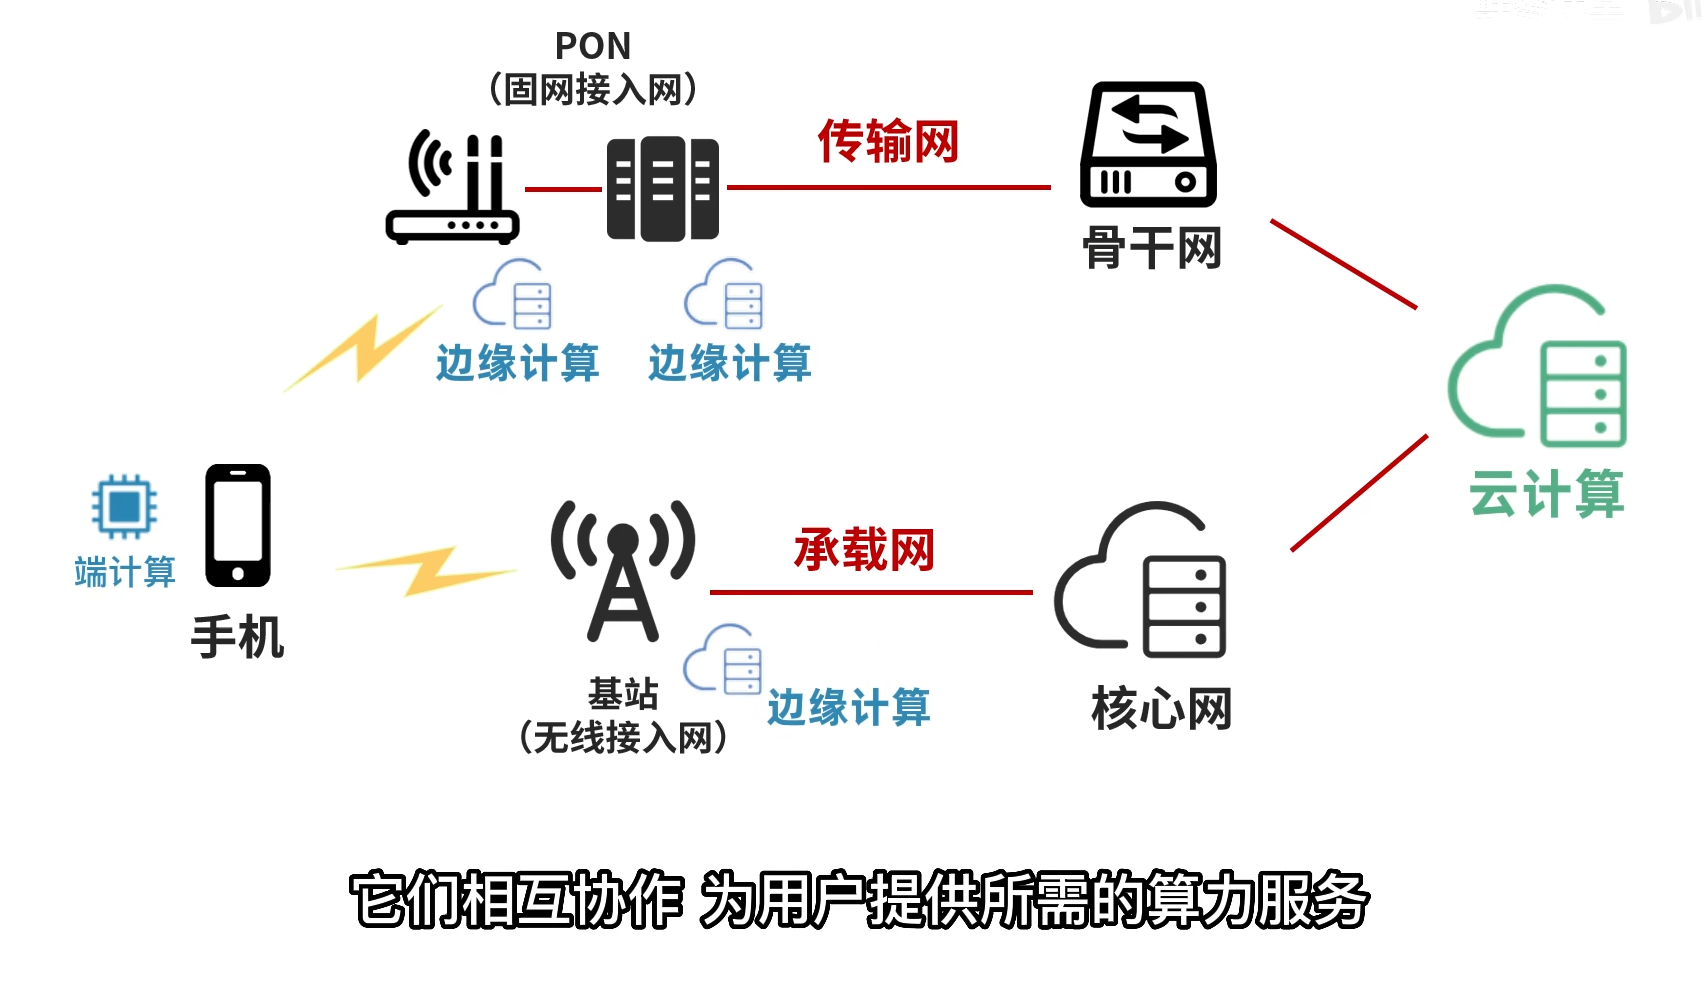 PON
（固网接入网）
传输网
骨干网
边缘计算
边缘计算
云计算
端计算
手机
承载网
基站
（无线接入网）
边缘计算
核心网
它们相互协作 为用户提供所需的算力服务